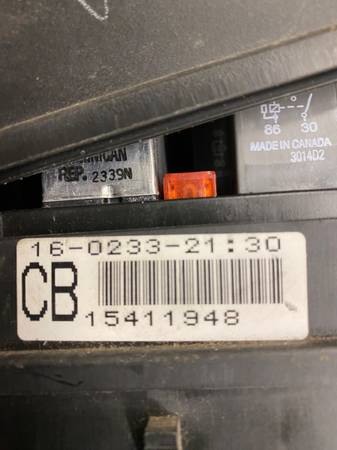 86 30
MADE IN CANADA
3014D2
REP. 2339N
16-0233-21:30
CB
15411948